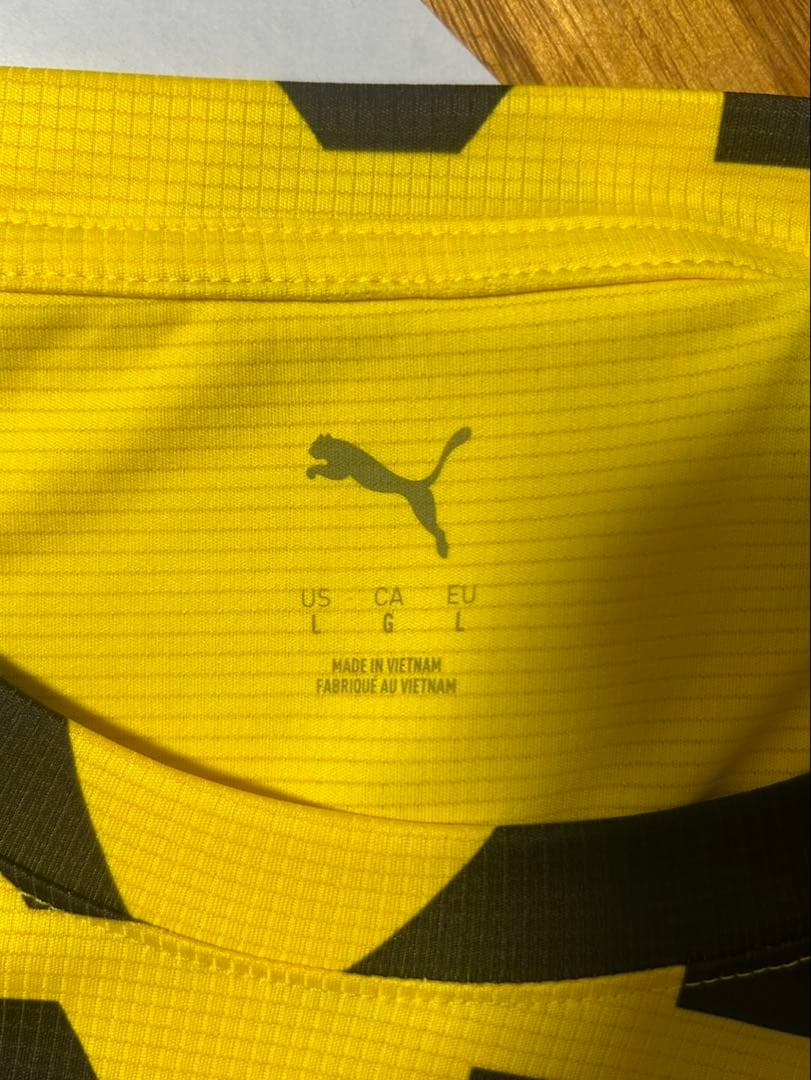 US CA EU
L G L
MADE IN VIETNAM
FABRIQUÉ AU VIETNAM